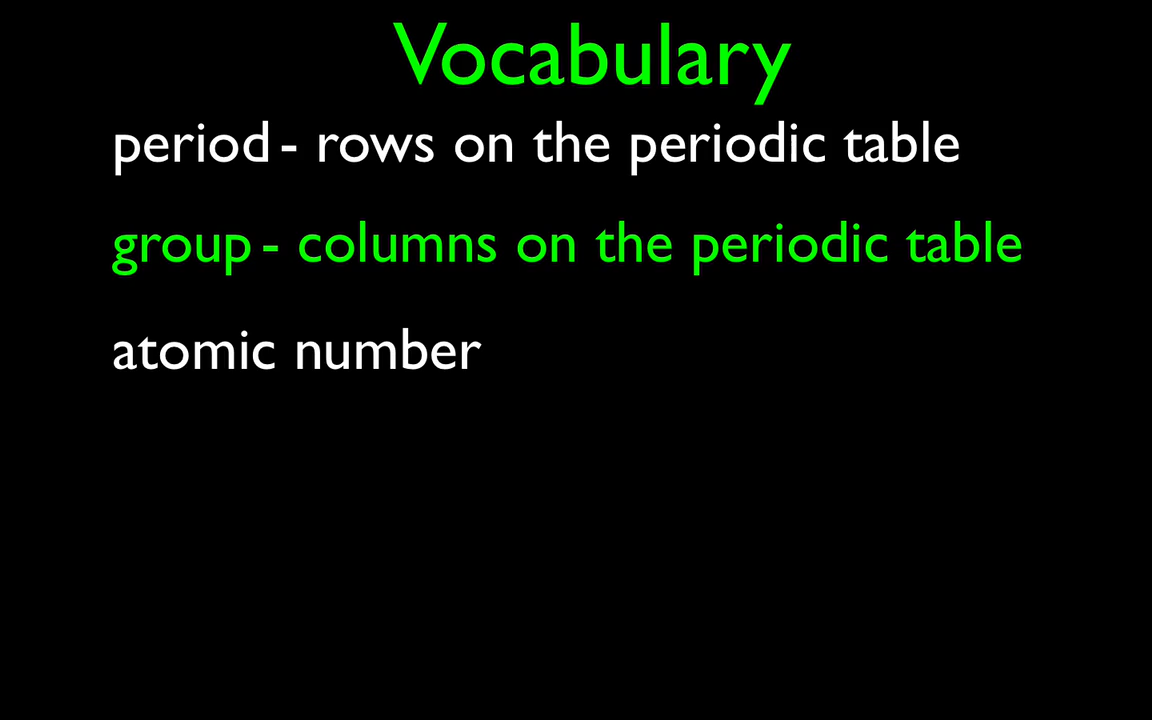 Vocabulary
period - rows on the periodic table
group - columns on the periodic table
atomic number